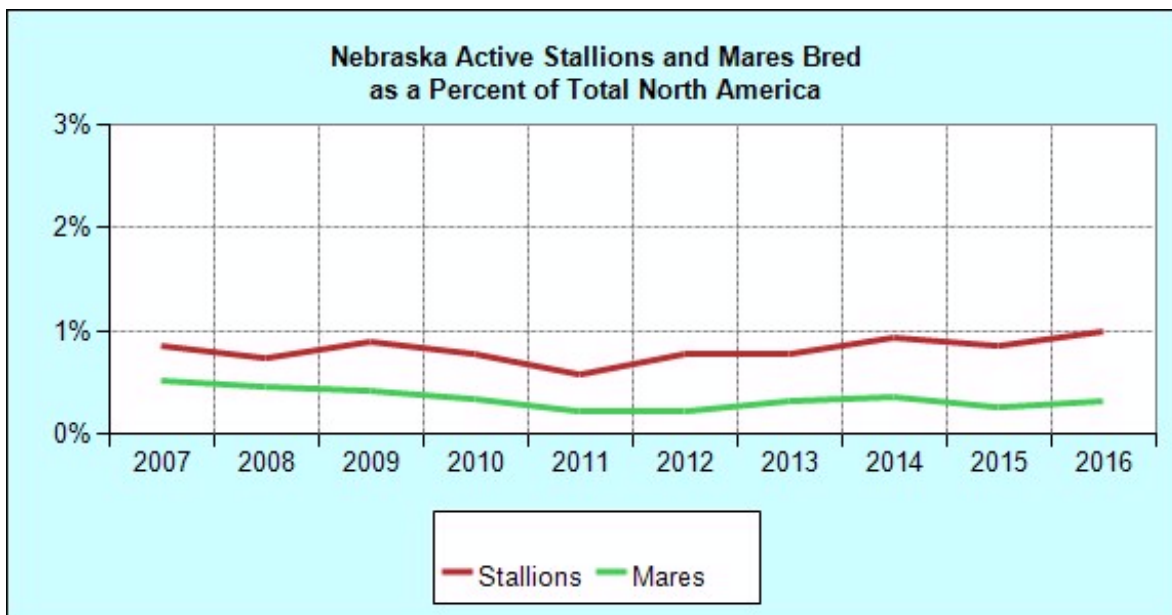 Nebraska Active Stallions and Mares Bred
as a Percent of Total North America
3%
2%
1%
0%
2007 2008 2009 2010 2011 2012 2013 2014 2015 2016
Stallions Mares